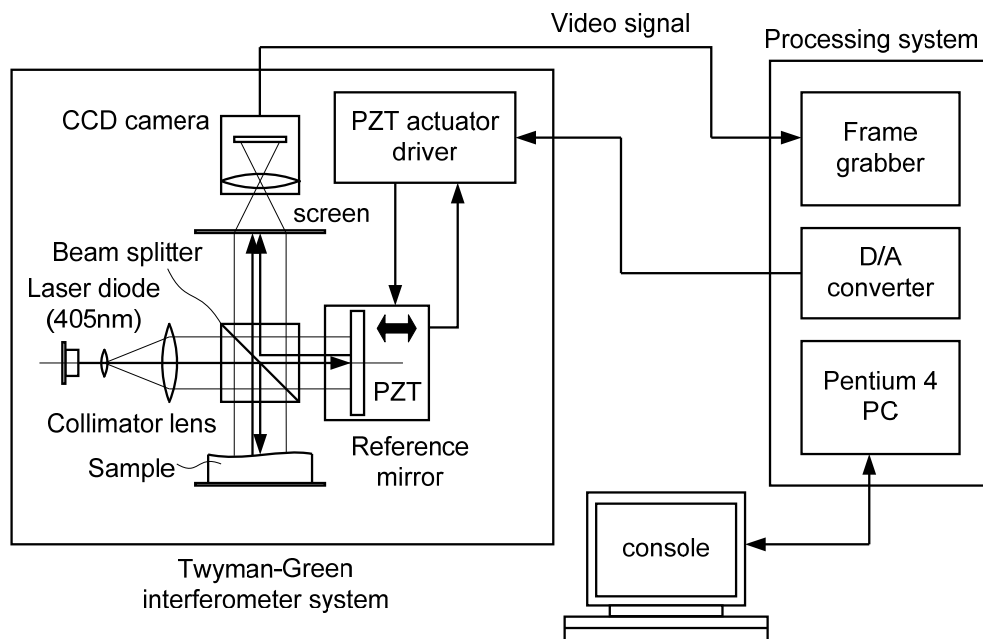 Video signal
Processing system
CCD camera
PZT actuator
driver
Frame
grabber
screen
Beam splitter
D/A
converter
Laser diode
(405nm)
PZT
Pentium 4
PC
Collimator lens
Reference
mirror
Sample
console
Twyman-Green
interferometer system